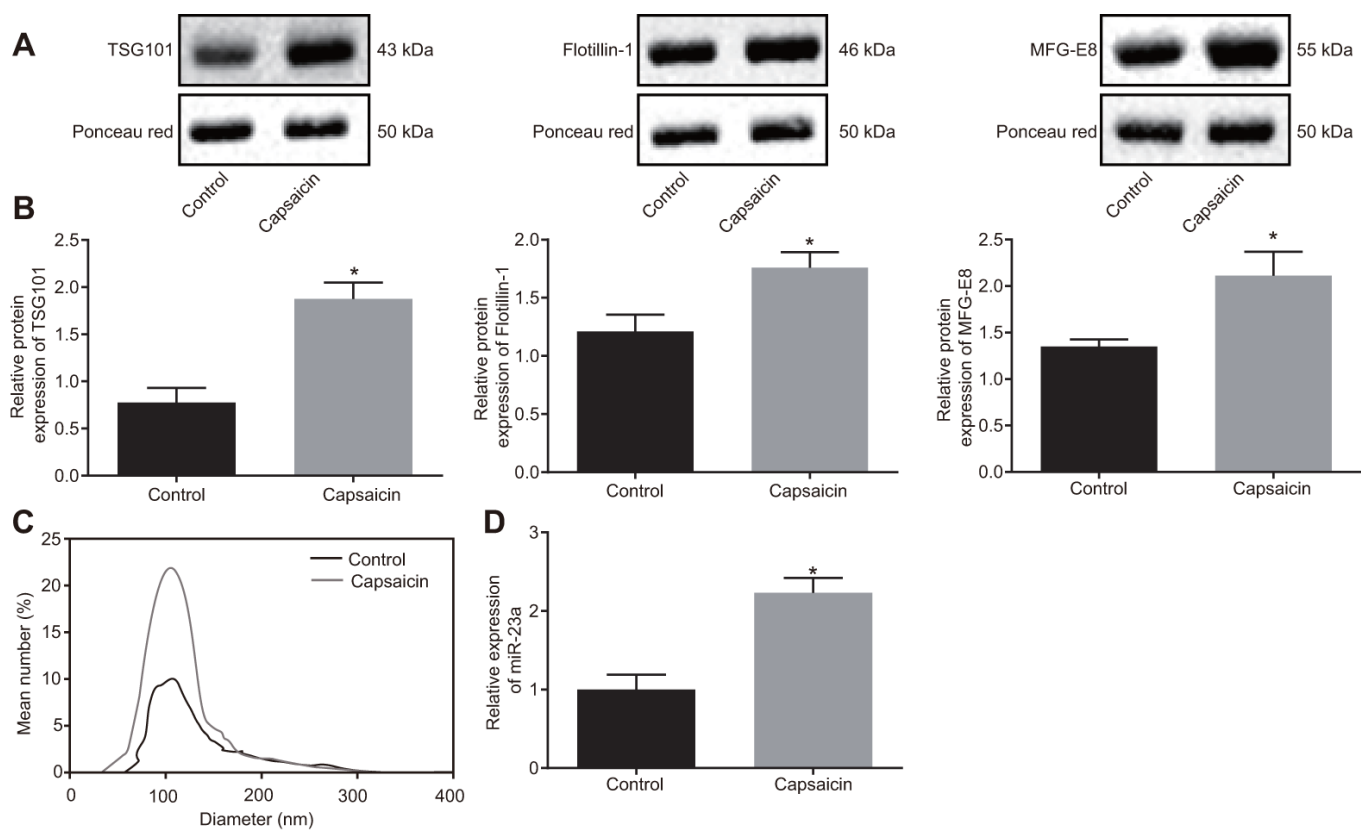 A
TSG101
43 kDa
Ponceau red
50 kDa
Control
Capsaicin
Flotillin-1
46 kDa
Ponceau red
50 kDa
Control
Capsaicin
MFG-E8
55 kDa
Ponceau red
50 kDa
Control
Capsaicin
B
Relative protein
expression of TSG101
2.5
2.0
1.5
1.0
0.5
0.0
*
Control
Capsaicin
Relative protein
expression of Flotillin-1
2.0
1.5
1.0
0.5
0.0
*
Control
Capsaicin
Relative protein
expression of MFG-E8
2.5
2.0
1.5
1.0
0.5
0.0
*
Control
Capsaicin
C
Mean number (%)
25
20
15
10
5
0
Control
Capsaicin
0 100 200 300 400
Diameter (nm)
D
Relative expression
of miR-23a
3
2
1
0
*
Control
Capsaicin